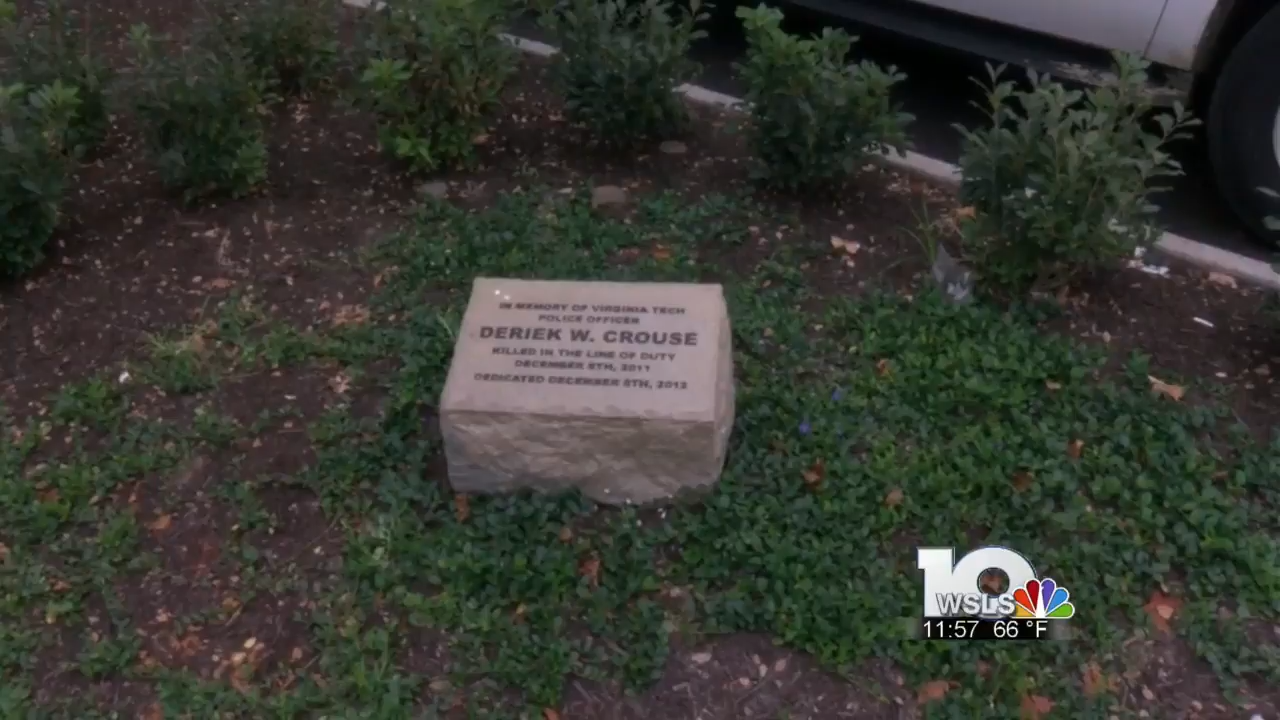 IN MEMORY OF VIRGINIA TECH
POLICE OFFICER
DERIEK W. CROUSE
KILLED IN THE LINE OF DUTY
DECEMBER 8TH, 2011
DEDICATED DECEMBER 8TH, 2012
10
WSLS
11:57 66 °F